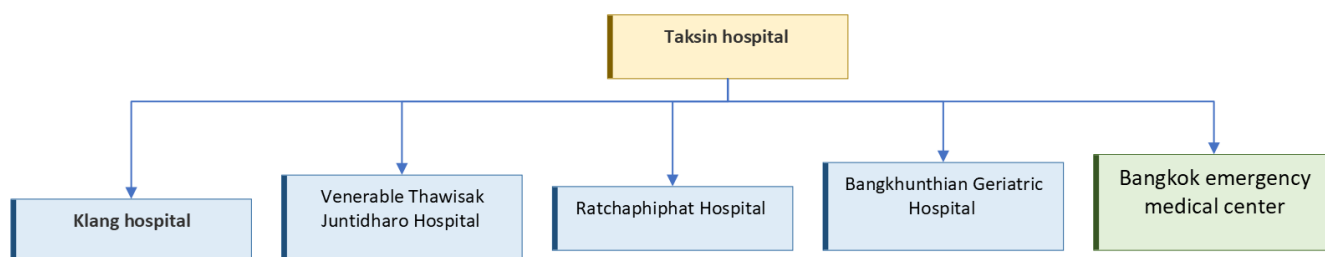 Taksin hospital
Klang hospital
Venerable Thawisak
Juntidharo Hospital
Ratchaphiphat Hospital
Bangkhunthian Geriatric
Hospital
Bangkok emergency
medical center